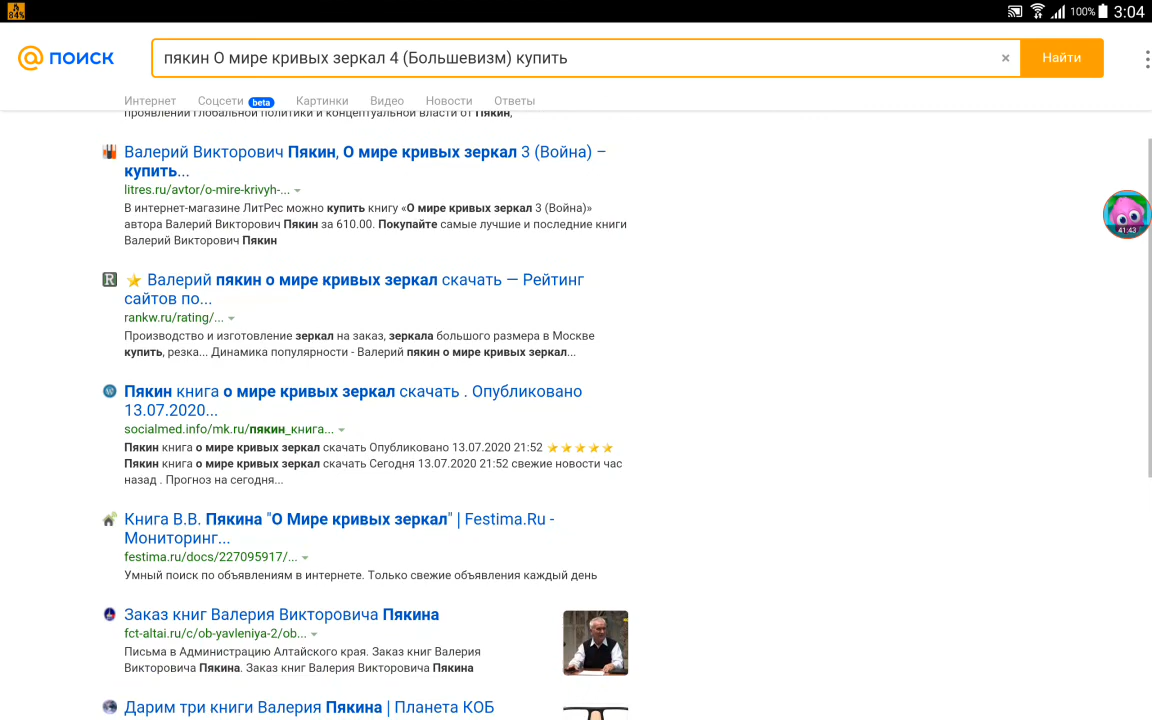 84%
100% 3:04
@ ПОИСК
пякин О мире кривых зеркал 4 (Большевизм) купить × Найти
Интернет Соцсети beta Картинки Видео Новости Ответы
проявлений глобальной политики и концептуальной власти от Пякин,
Валерий Викторович Пякин, О мире кривых зеркал 3 (Война) –
купить...
litres.ru/avtor/o-mire-krivyh-...
В интернет-магазине ЛитРес можно купить книгу «О мире кривых зеркал 3 (Война)»
автора Валерий Викторович Пякин за 610.00. Покупайте самые лучшие и последние книги
Валерий Викторович Пякин
41:43
R Валерий пякин о мире кривых зеркал скачать — Рейтинг
сайтов по...
rankw.ru/rating/...
Производство и изготовление зеркал на заказ, зеркала большого размера в Москве
купить, резка... Динамика популярности - Валерий пякин о мире кривых зеркал...
Пякин книга о мире кривых зеркал скачать . Опубликовано
13.07.2020...
socialmed.info/mk.ru/пякин_книга...
Пякин книга о мире кривых зеркал скачать Опубликовано 13.07.2020 21:52
Пякин книга о мире кривых зеркал скачать Сегодня 13.07.2020 21:52 свежие новости час
назад . Прогноз на сегодня...
Книга В.В. Пякина "О Мире кривых зеркал" | Festima.Ru -
Мониторинг...
festima.ru/docs/227095917/...
Умный поиск по объявлениям в интернете. Только свежие объявления каждый день
Заказ книг Валерия Викторовича Пякина
fct-altai.ru/c/ob-yavleniya-2/ob...
Письма в Администрацию Алтайского края. Заказ книг Валерия
Викторовича Пякина. Заказ книг Валерия Викторовича Пякина
Дарим три книги Валерия Пякина | Планета КОБ